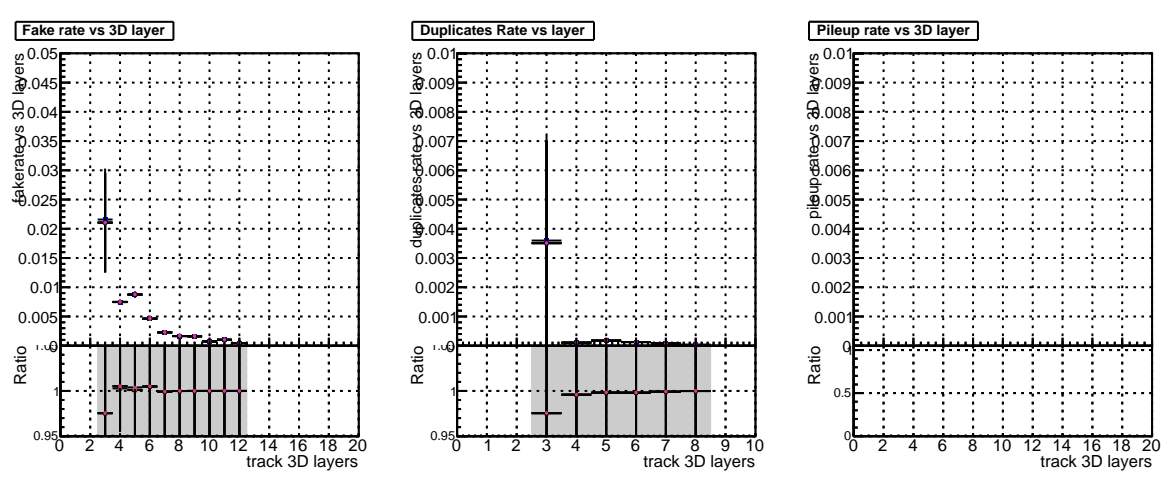 Fake rate vs 3D layer
fakerate vs 3D layers
0.05
0.045
0.04
0.035
0.03
0.025
0.02
0.015
0.01
0.005
0
Ratio
1
0.95
0 2 4 6 8 10 12 14 16 18 20
track 3D layers
Duplicates Rate vs layer
duplicates rate vs 3D layers
0.01
0.009
0.008
0.007
0.006
0.005
0.004
0.003
0.002
0.001
0
Ratio
1
0.95
0 1 2 3 4 5 6 7 8 9 10
track 3D layers
Pileup rate vs 3D layer
pileup rate vs 3D layers
0.01
0.009
0.008
0.007
0.006
0.005
0.004
0.003
0.002
0.001
0
Ratio
1
0.5
0
0 2 4 6 8 10 12 14 16 18 20
track 3D layers